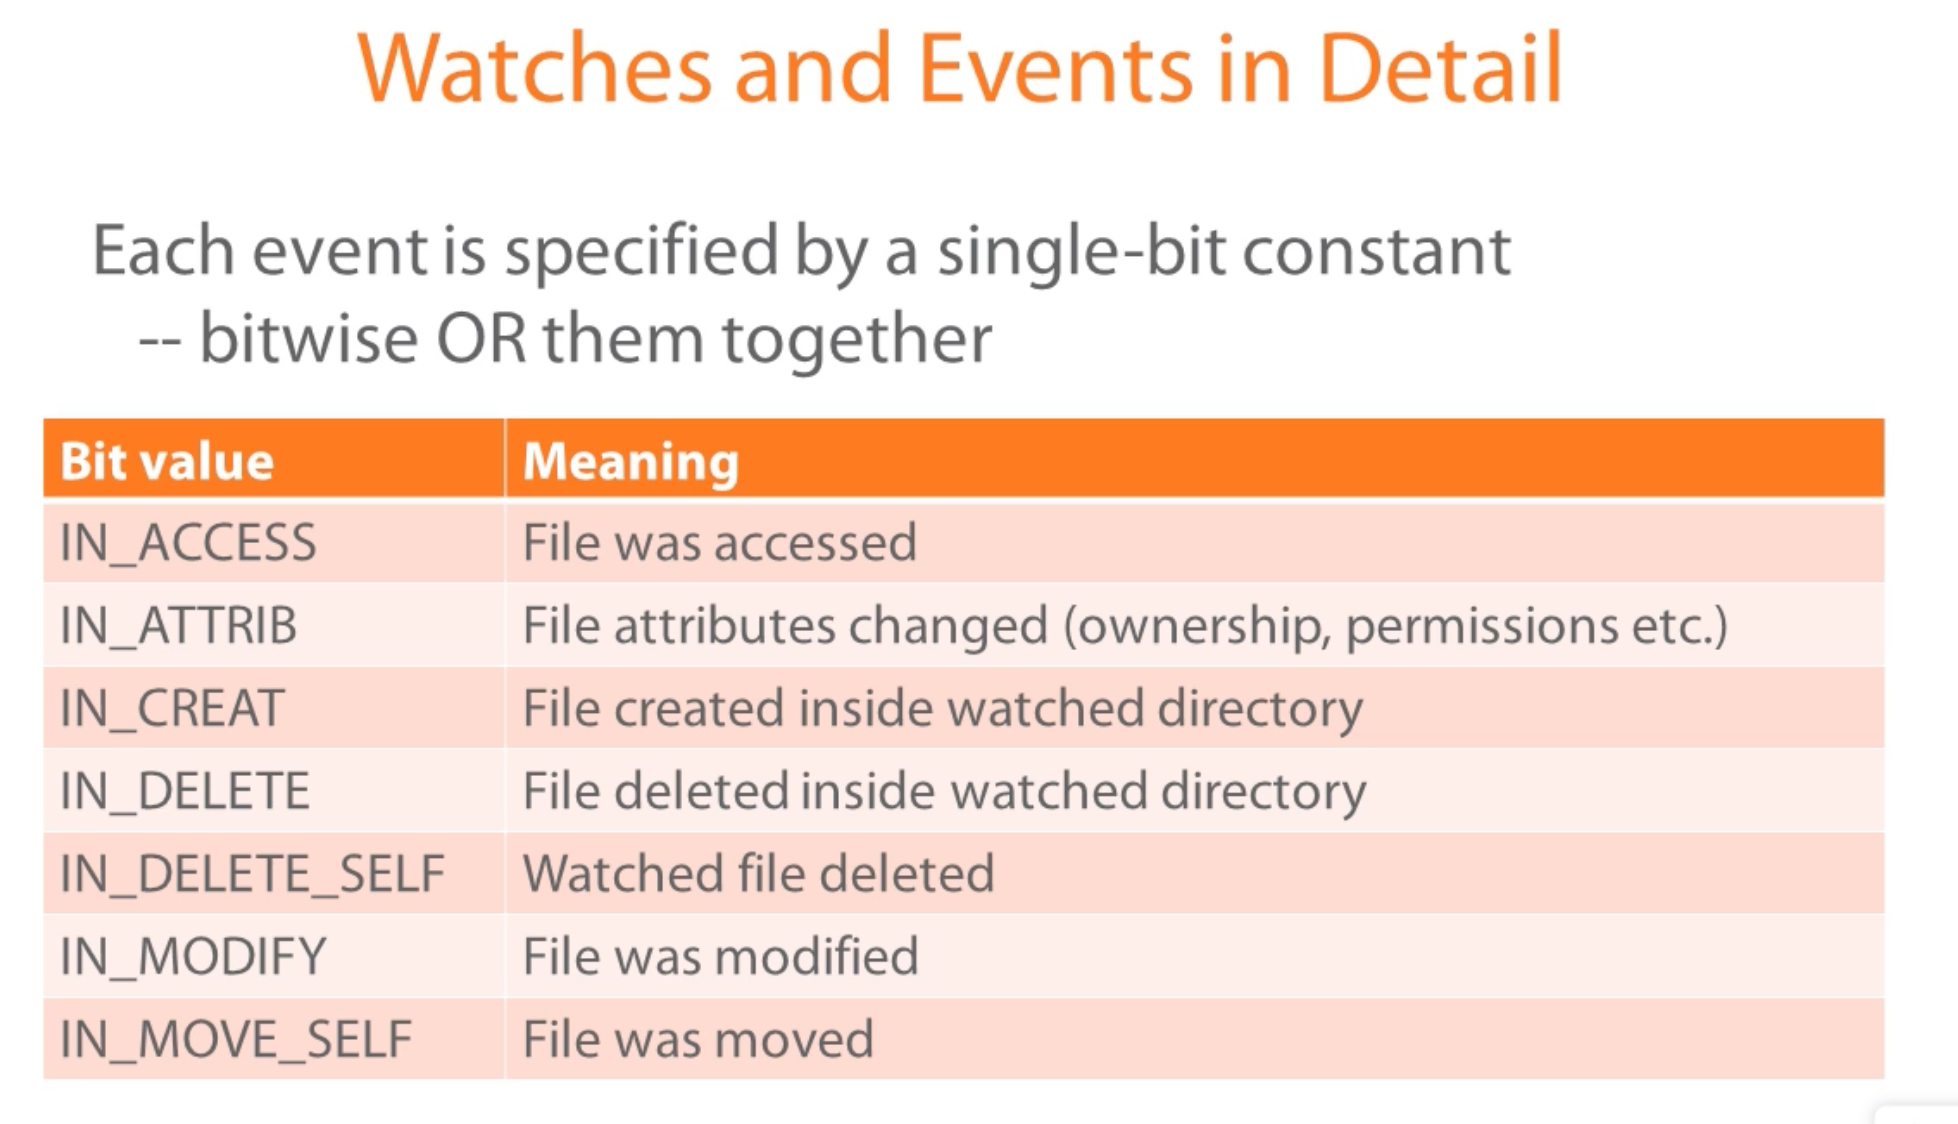 Watches and Events in Detail
Each event is specified by a single-bit constant
-- bitwise OR them together
Bit value Meaning
IN_ACCESS File was accessed
IN_ATTRIB File attributes changed (ownership, permissions etc.)
IN_CREAT File created inside watched directory
IN_DELETE File deleted inside watched directory
IN_DELETE_SELF Watched file deleted
IN_MODIFY File was modified
IN_MOVE_SELF File was moved